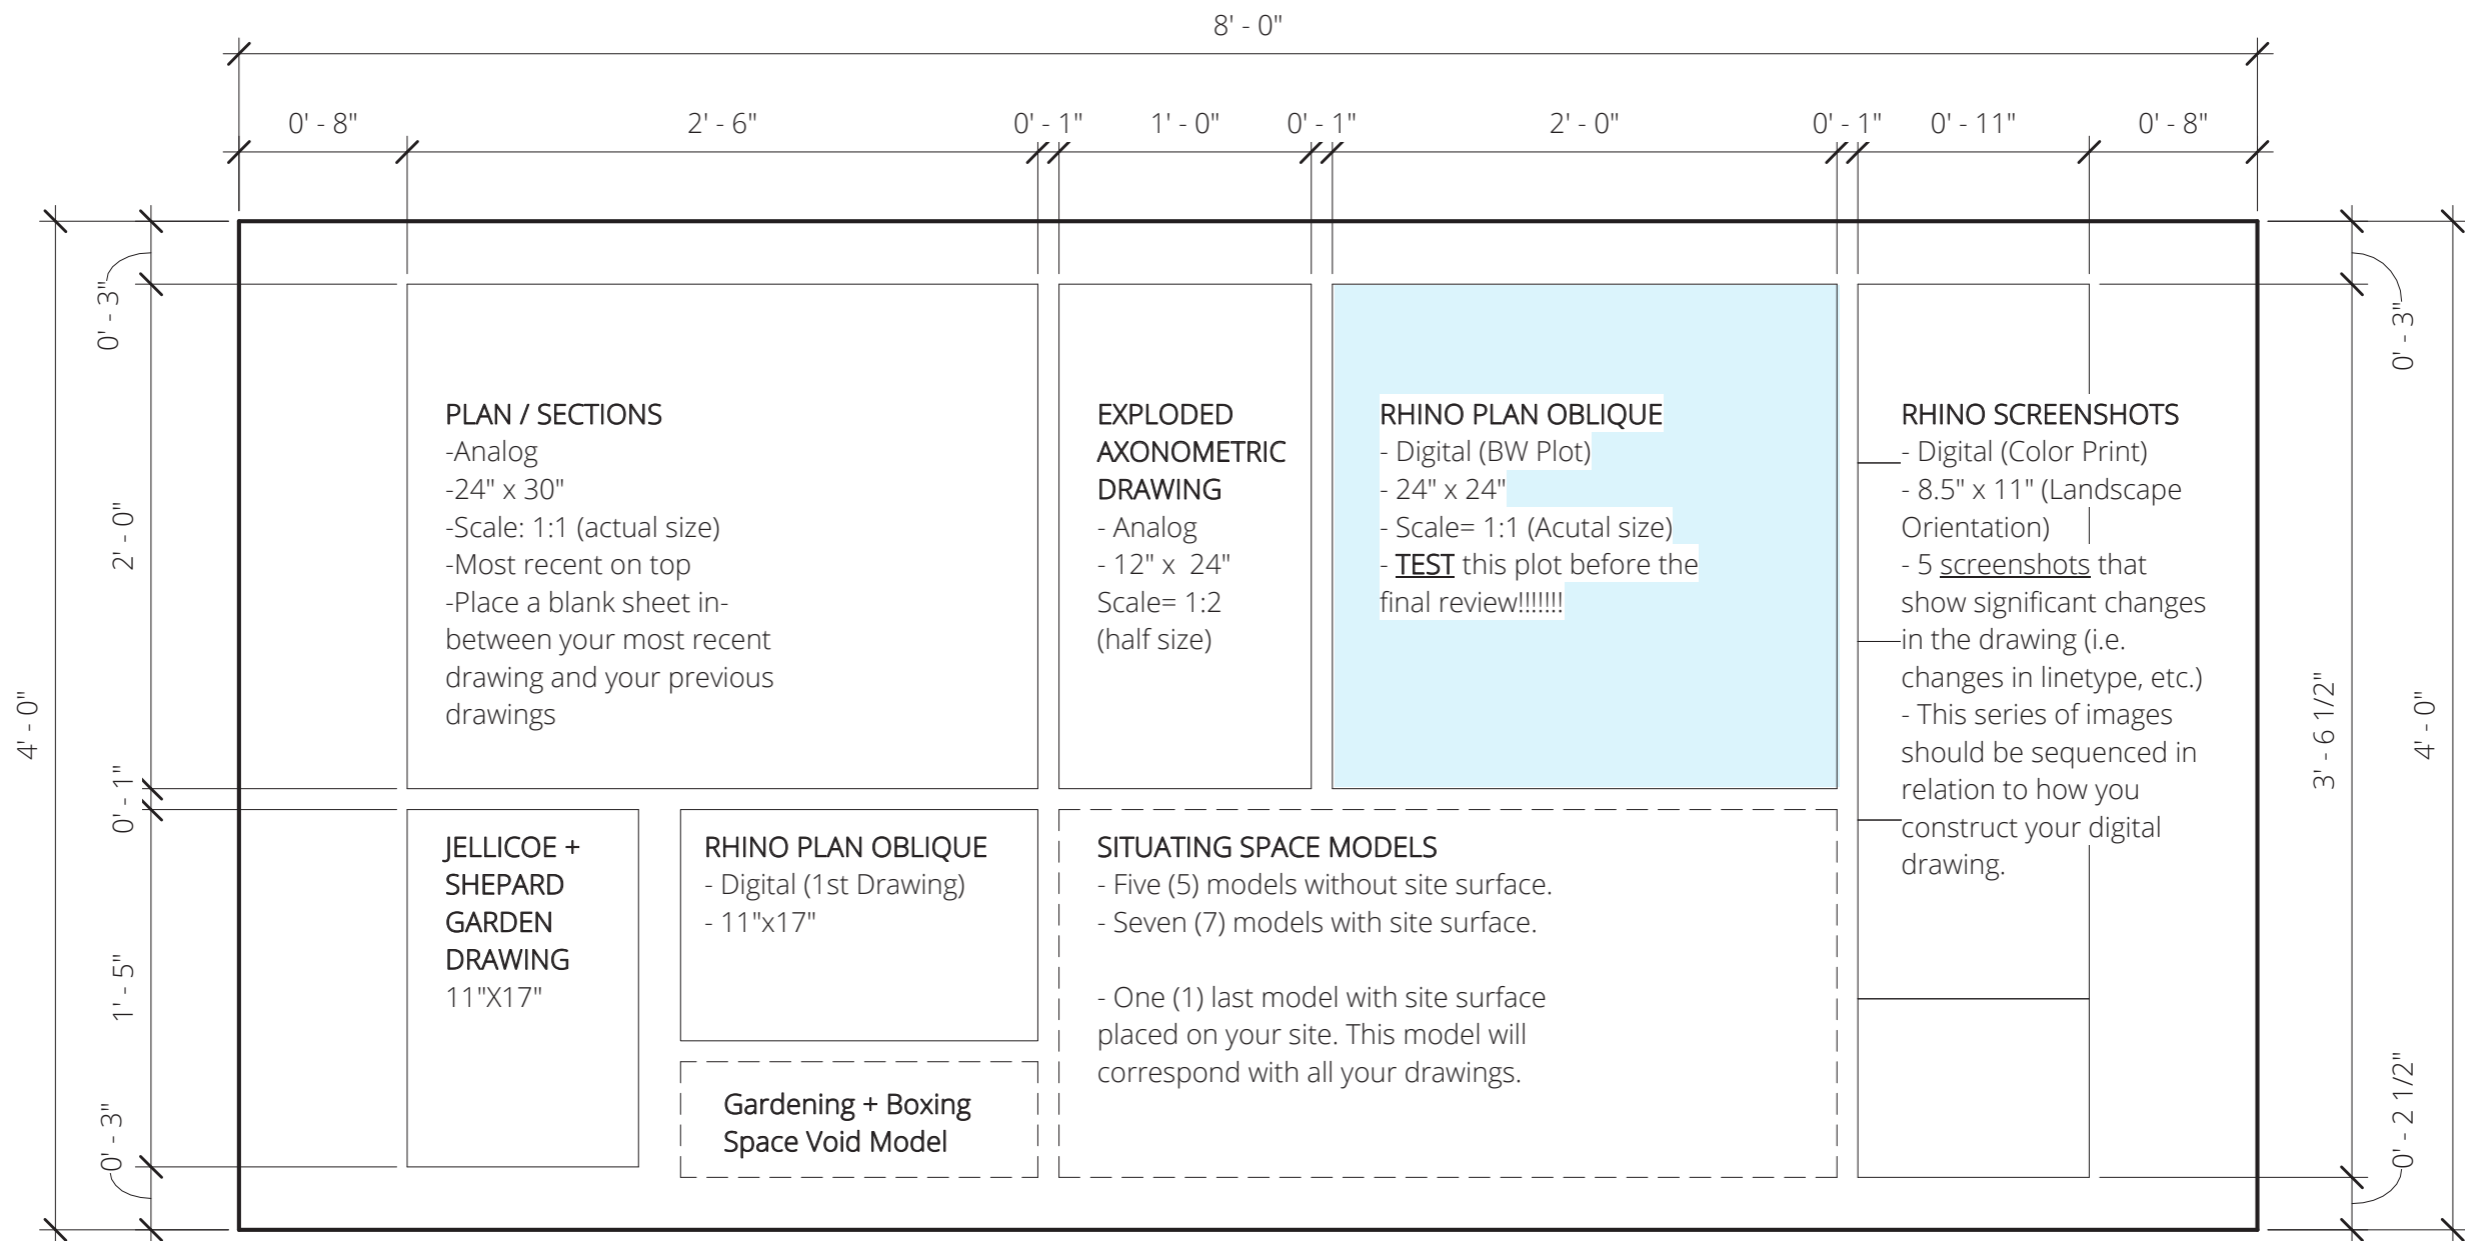 8' - 0"
0' - 8"
2' - 6"
0' - 1"
1' - 0"
0' - 1"
2' - 0"
0' - 1"
0' - 11"
0' - 8"
4' - 0"
0' - 3"
2' - 0"
0' - 1"
1' - 5"
0' - 3"
PLAN / SECTIONS
-Analog
-24" x 30"
-Scale: 1:1 (actual size)
-Most recent on top
-Place a blank sheet in-
between your most recent
drawing and your previous
drawings
EXPLODED
AXONOMETRIC
DRAWING
- Analog
- 12" x 24"
Scale= 1:2
(half size)
RHINO PLAN OBLIQUE
- Digital (BW Plot)
- 24" x 24"
- Scale= 1:1 (Acutal size)
- TEST this plot before the
final review!!!!!!!
RHINO SCREENSHOTS
- Digital (Color Print)
- 8.5" x 11" (Landscape
Orientation)
- 5 screenshots that
show significant changes
in the drawing (i.e.
changes in linetype, etc.)
- This series of images
should be sequenced in
relation to how you
construct your digital
drawing.
JELLICOE +
SHEPARD
GARDEN
DRAWING
11"X17"
RHINO PLAN OBLIQUE
- Digital (1st Drawing)
- 11"x17"
Gardening + Boxing
Space Void Model
SITUATING SPACE MODELS
- Five (5) models without site surface.
- Seven (7) models with site surface.
- One (1) last model with site surface
placed on your site. This model will
correspond with all your drawings.
0' - 3"
3' - 6 1/2"
0' - 2 1/2"
4' - 0"